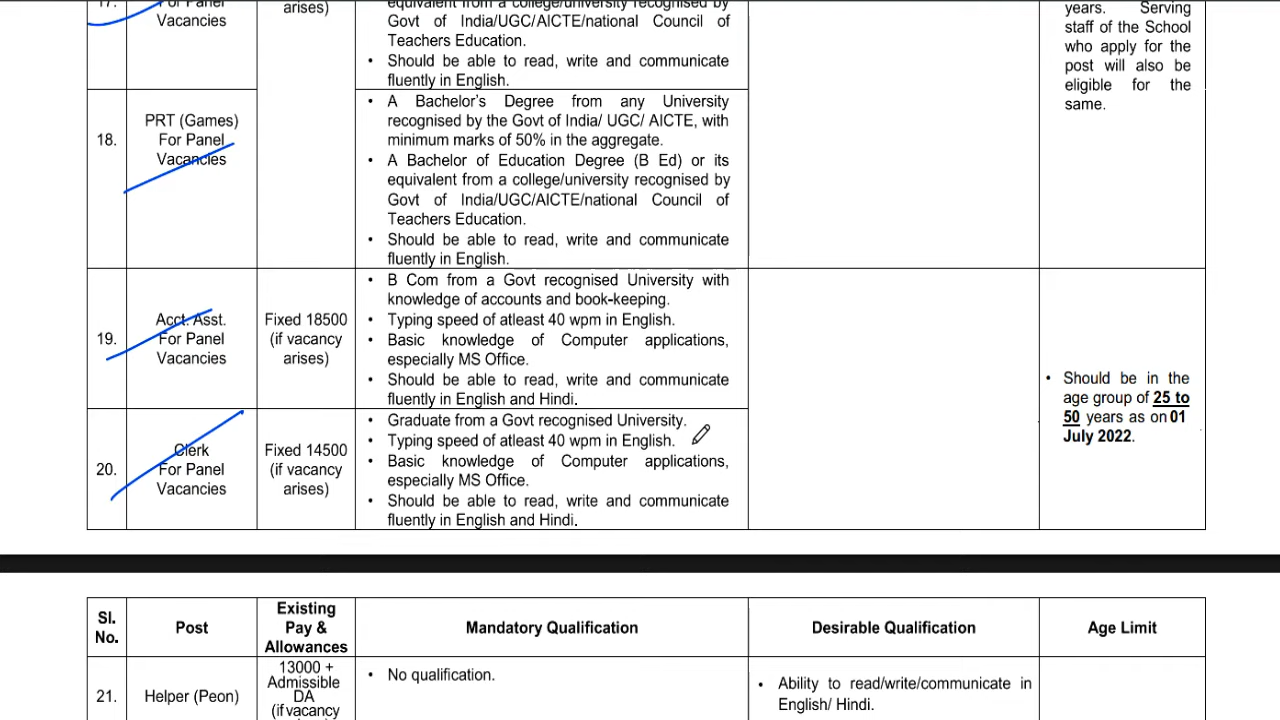 17.
For Panel
Vacancies
arises)
equivalent from a college/university recognised by
Govt of India/UGC/AICTE/national Council of
Teachers Education.
• Should be able to read, write and communicate
fluently in English.
years. Serving
staff of the School
who apply for the
post will also be
eligible for the
same.
18.
PRT (Games)
For Panel
Vacancies
• A Bachelor's Degree from any University
recognised by the Govt of India/ UGC/ AICTE, with
minimum marks of 50% in the aggregate.
• A Bachelor of Education Degree (B Ed) or its
equivalent from a college/university recognised by
Govt of India/UGC/AICTE/national Council of
Teachers Education.
• Should be able to read, write and communicate
fluently in English.
19.
Acct. Asst.
For Panel
Vacancies
Fixed 18500
(if vacancy
arises)
• B Com from a Govt recognised University with
knowledge of accounts and book-keeping.
• Typing speed of atleast 40 wpm in English.
• Basic knowledge of Computer applications,
especially MS Office.
• Should be able to read, write and communicate
fluently in English and Hindi.
• Should be in the
age group of 25 to
50 years as on 01
July 2022.
20.
Clerk
For Panel
Vacancies
Fixed 14500
(if vacancy
arises)
• Graduate from a Govt recognised University.
• Typing speed of atleast 40 wpm in English.
• Basic knowledge of Computer applications,
especially MS Office.
• Should be able to read, write and communicate
fluently in English and Hindi.
Sl.
No.
Post
Existing
Pay &
Allowances
Mandatory Qualification
Desirable Qualification
Age Limit
21.
Helper (Peon)
13000 +
Admissible
DA
(if vacancy
• No qualification.
• Ability to read/write/communicate in
English/ Hindi.